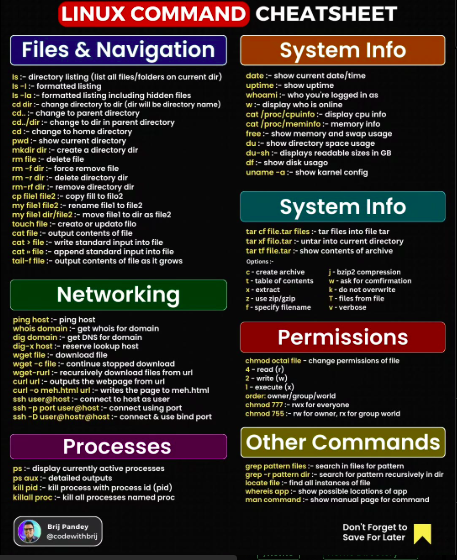 LINUX COMMAND CHEATSHEET
Files & Navigation
ls :- directory listing (list all files/folders on current dir)
ls -l :- formatted listing
ls -la :- formatted listing including hidden files
cd dir :- change directory to dir (dir will be directory name)
cd.. :- change to parent directory
cd../dir :- change to dir in parent directory
cd :- change to home directory
pwd :- show current directory
mkdir dir :- create a directory dir
rm file :- delete file
rm -f dir :- force remove file
rm -r dir :- delete directory dir
rm-rf dir :- remove directory dir
cp file1 file2 :- copy fill to filo2
my file1 file2 :- rename file1 to file2
my file1 dir/file2 :- move file1 to dir as file2
touch file :- creato or updato filo
cat file :- output contents of file
cat > file :- write standard input into file
cat » file :- append standard input into file
tail-f file :- output contents of file as it grows
Networking
ping host :- ping host
whois domain :- get whois for domain
dig domain :- get DNS for domain
dig-x host :- reserve lookup host
wget file :- download file
wget -c file :- continue stopped download
wget-rurl :- recursively download files from url
curl url :- outputs the webpage from url
curl -o meh.html url :- writes the page to meh.html
ssh user@host :- connect to host as user
ssh -p port user@host :- connect using port
ssh -D user@hostr@host :- connect & use bind port
Processes
ps :- display currently active processes
ps aux :- detailed outputs
kill pid :- kill process with process id (pid)
killall proc :- kill all processes named proc
Brij Pandey
@codewithbrij
System Info
date :- show current date/time
uptime :- show uptime
whoami :- who you're logged in as
w :- display who is online
cat /proc/cpuinfo :- display cpu info
cat /proc/meminfo :- memory info
free :- show memory and swap usage
du :- show directory space usage
du-sh :- displays readable sizes in GB
df :- show disk usago
uname -a :- show karnel config
System Info
tar cf file.tar files :- tar files into file tar
tar xf filo.tar :- untar into current directory
tar tf file.tar :- show contents of archive
Options :-
c - create archive
t - table of contents
x - extract
z - use zip/gzip
f - specify filename
j - bzip2 compression
w - ask for comfirmation
k - do not overwrite
T - files from file
v - verbose
Permissions
chmod octal file - change permissions of file
4 - read (r)
2 - write (w)
1 - execute (x)
order: owner/group/world
chmod 777 :- rwx for everyone
chmod 755 :- rw for owner, rx for group world
Other Commands
grep pattern files :- search in files for pattern
grep -r pattern dir :- search for pattern recursively in dir
locate file :- find all instances of file
whereis app :- show possible locations of app
man command :- show manual page for command
Don't Forget to
Save For Later